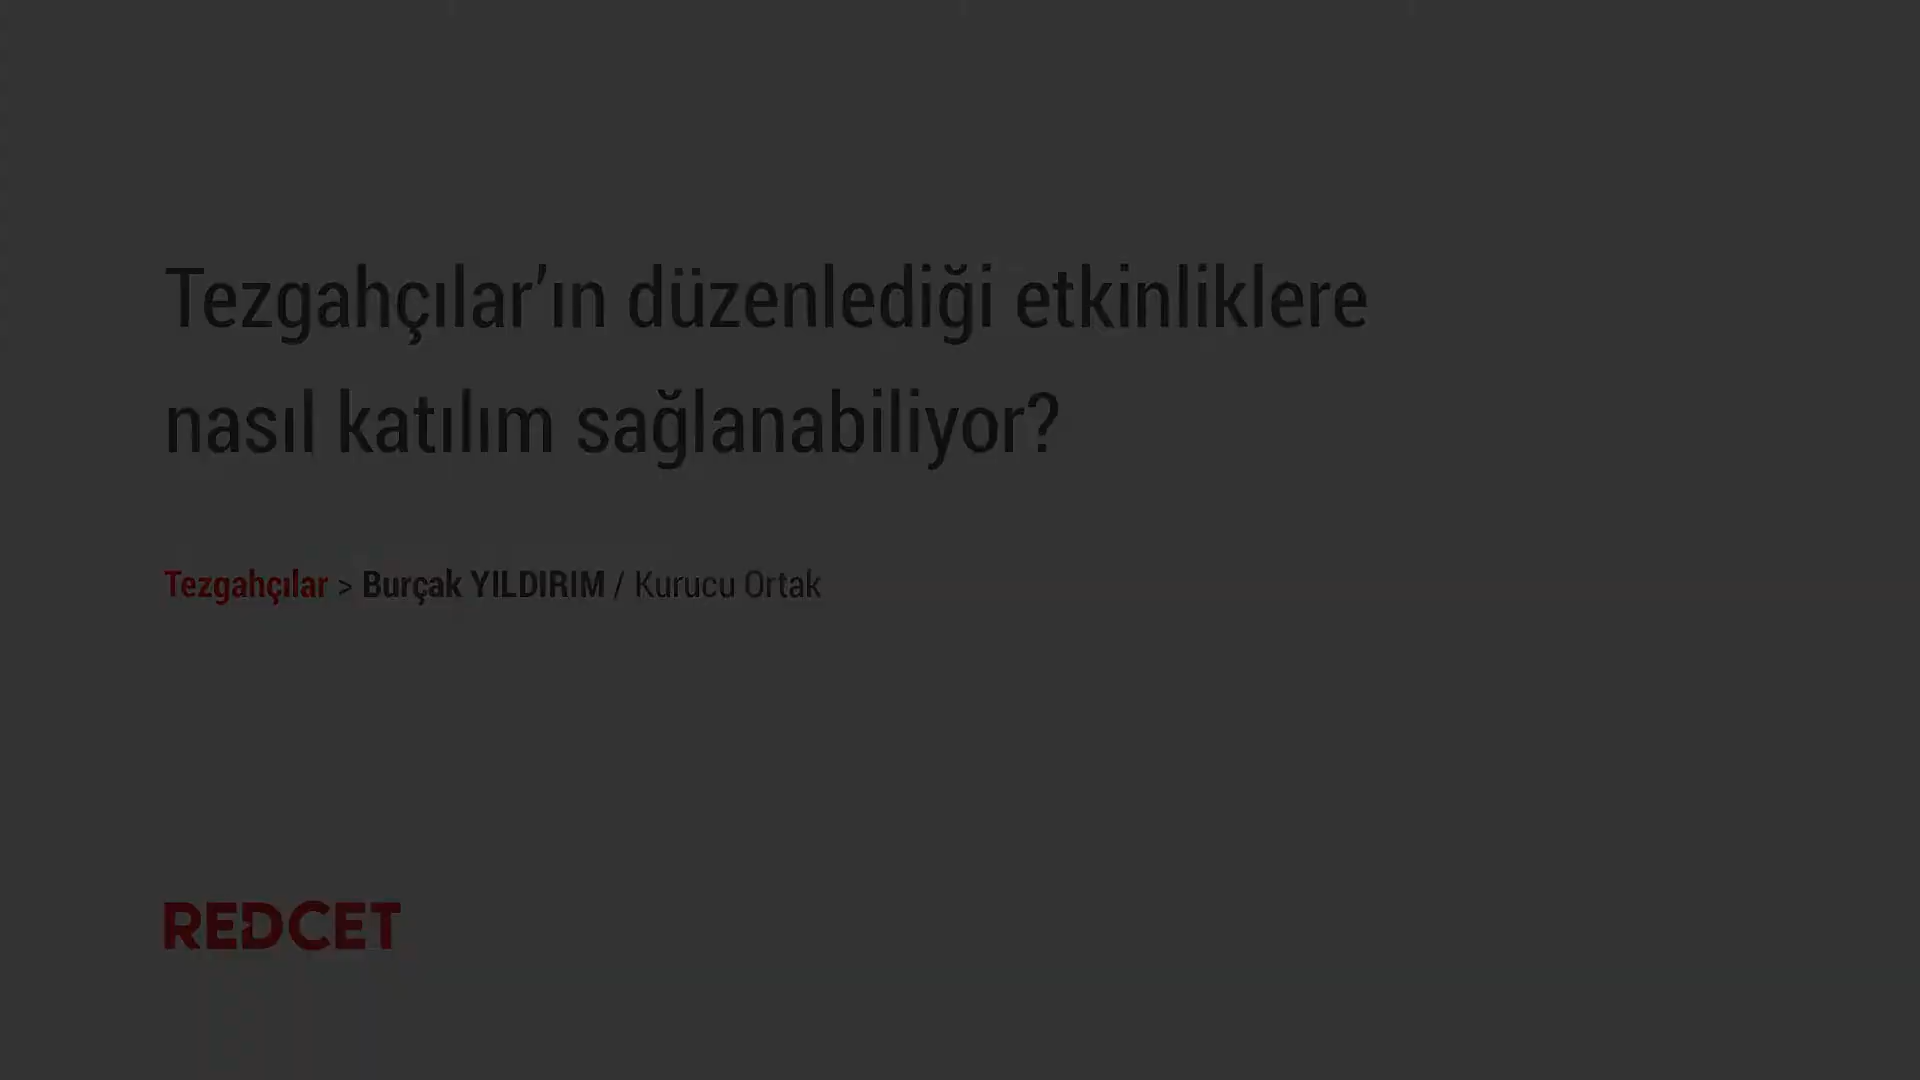 Tezgahçılar’ın düzenlediği etkinliklere
nasıl katılım sağlanabiliyor?
Tezgahçılar > Burçak YILDIRIM / Kurucu Ortak
REDCET